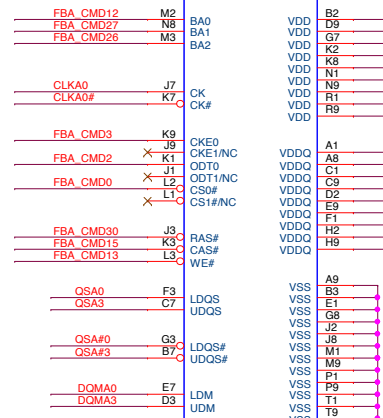 FBA_CMD12 M2 BA0 VDD B2
FBA_CMD27 N8 BA1 VDD D9
FBA_CMD26 M3 BA2 VDD G7
VDD K2
VDD K8
VDD N1
CLKA0 J7 CK VDD N9
CLKA0# K7 CK# VDD R1
VDD R9
FBA_CMD3 K9 CKE0
J9 CKE1/NC VDDQ A1
FBA_CMD2 K1 ODT0 VDDQ A8
J1 ODT1/NC VDDQ C1
FBA_CMD0 L2 CS0# VDDQ C9
L1 CS1#/NC VDDQ D2
VDDQ E9
VDDQ F1
FBA_CMD30 J3 RAS# VDDQ H2
FBA_CMD15 K3 CAS# VDDQ H9
FBA_CMD13 L3 WE#
VSS A9
QSA0 F3 LDQS VSS B3
QSA3 C7 UDQS VSS E1
VSS G8
VSS J2
QSA#0 G3 LDQS# VSS J8
QSA#3 B7 UDQS# VSS M1
VSS M9
VSS P1
DQMA0 E7 LDM VSS P9
DQMA3 D3 UDM VSS T1
VSS T9